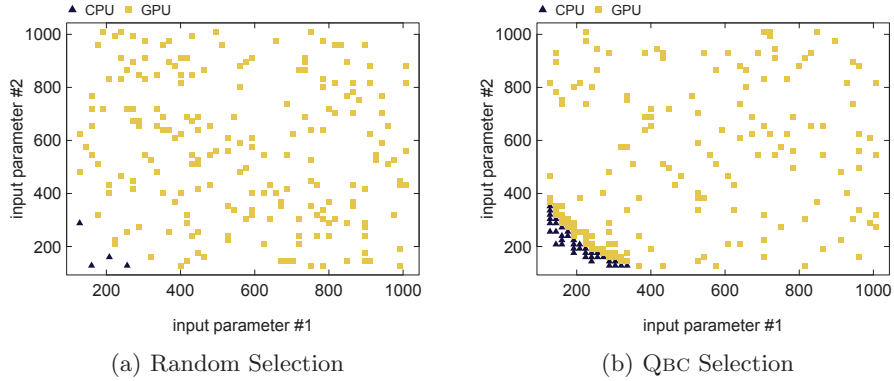 CPU GPU
1000
800
600
400
200
input parameter #2
200 400 600 800 1000
input parameter #1
(a) Random Selection
CPU GPU
1000
800
600
400
200
input parameter #2
200 400 600 800 1000
input parameter #1
(b) QBC Selection